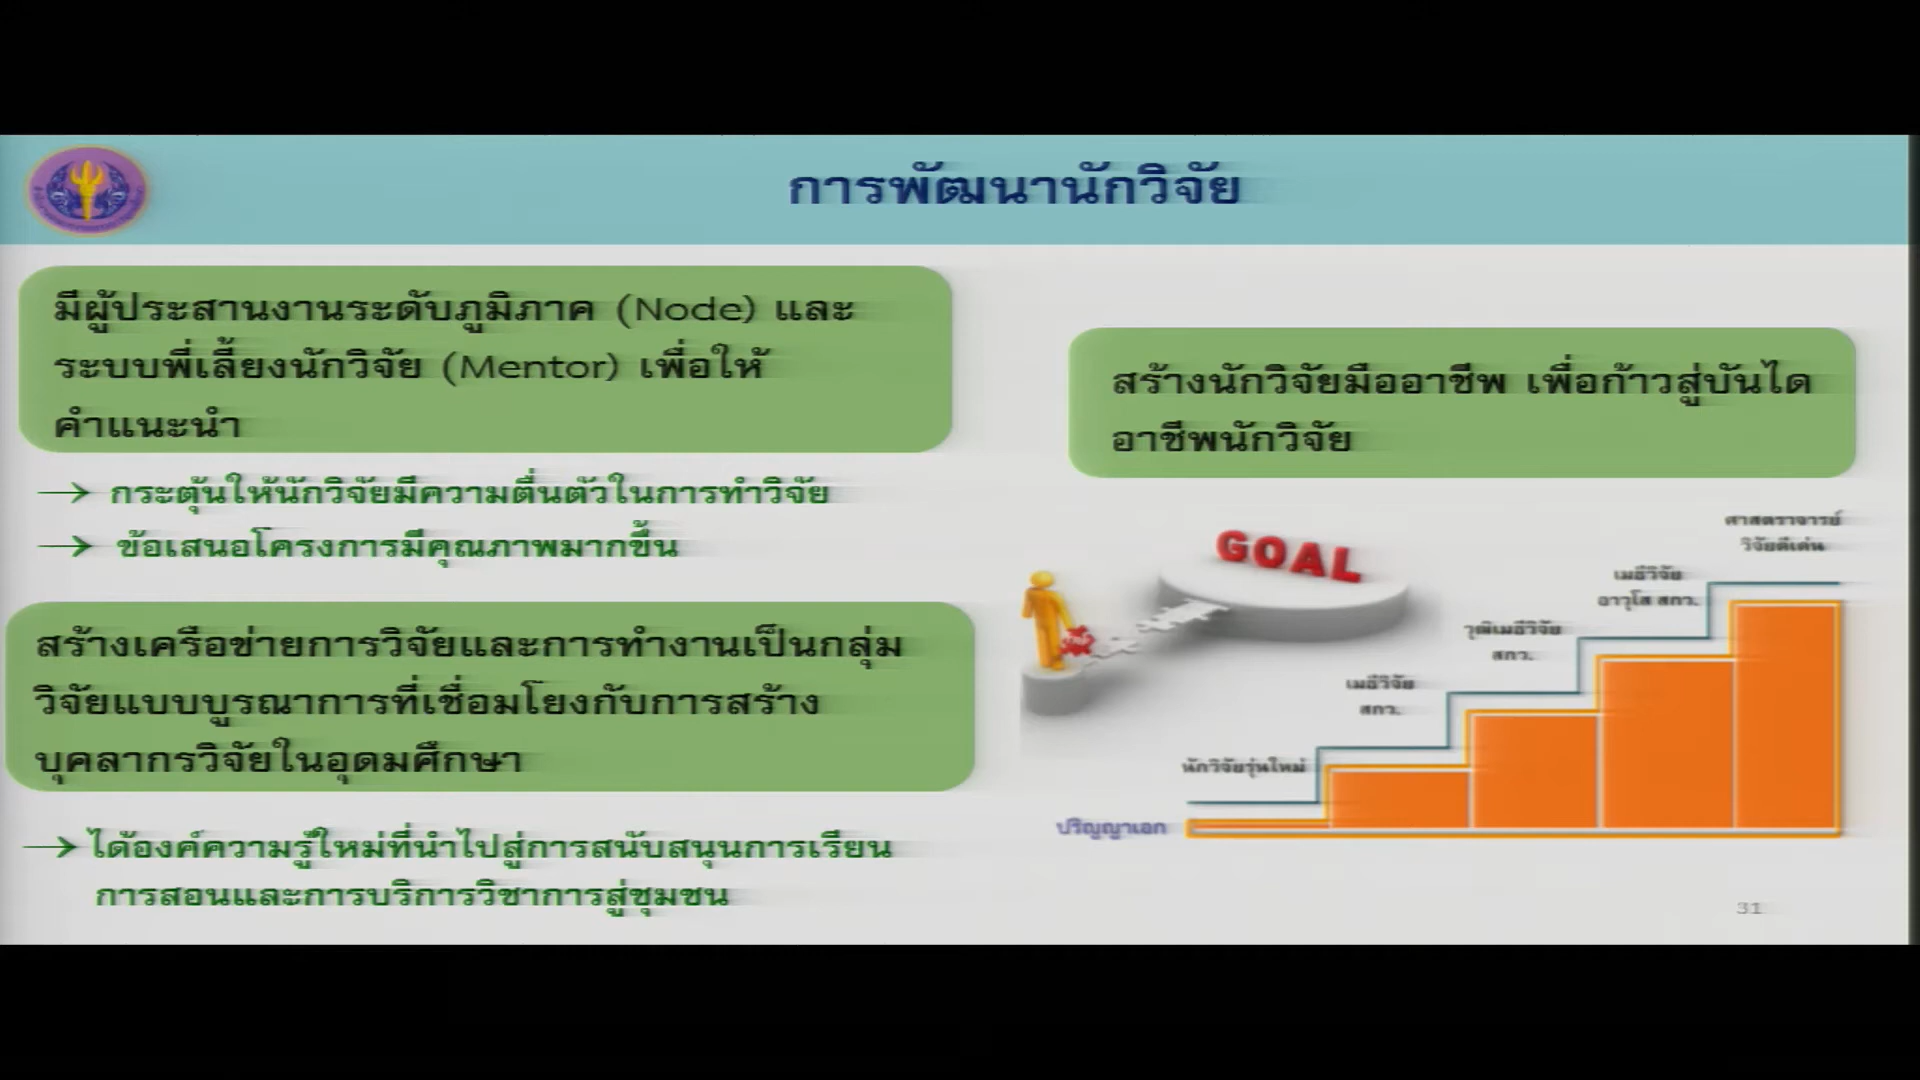 การพัฒนานักวิจัย
มีผู้ประสานงานระดับภูมิภาค (Node) และ
ระบบพี่เลี้ยงนักวิจัย (Mentor) เพื่อให้
คำแนะนำ
→ กระตุ้นให้นักวิจัยมีความตื่นตัวในการทำวิจัย
→ ข้อเสนอโครงการมีคุณภาพมากขึ้น
สร้างเครือข่ายการวิจัยและการทำงานเป็นกลุ่ม
วิจัยแบบบูรณาการที่เชื่อมโยงกับการสร้าง
บุคลากรวิจัยในอุดมศึกษา
→ ได้องค์ความรู้ใหม่ที่นำไปสู่การสนับสนุนการเรียน
การสอนและการบริการวิชาการสู่ชุมชน
สร้างนักวิจัยมืออาชีพ เพื่อก้าวสู่บันได
อาชีพนักวิจัย
GOAL
ศาสตราจารย์
วิจัยดีเด่น
เมธีวิจัย
อาวุโส สกว.
วุฒิเมธีวิจัย
สกว.
เมธีวิจัย
สกว.
นักวิจัยรุ่นใหม่
ปริญญาเอก
31